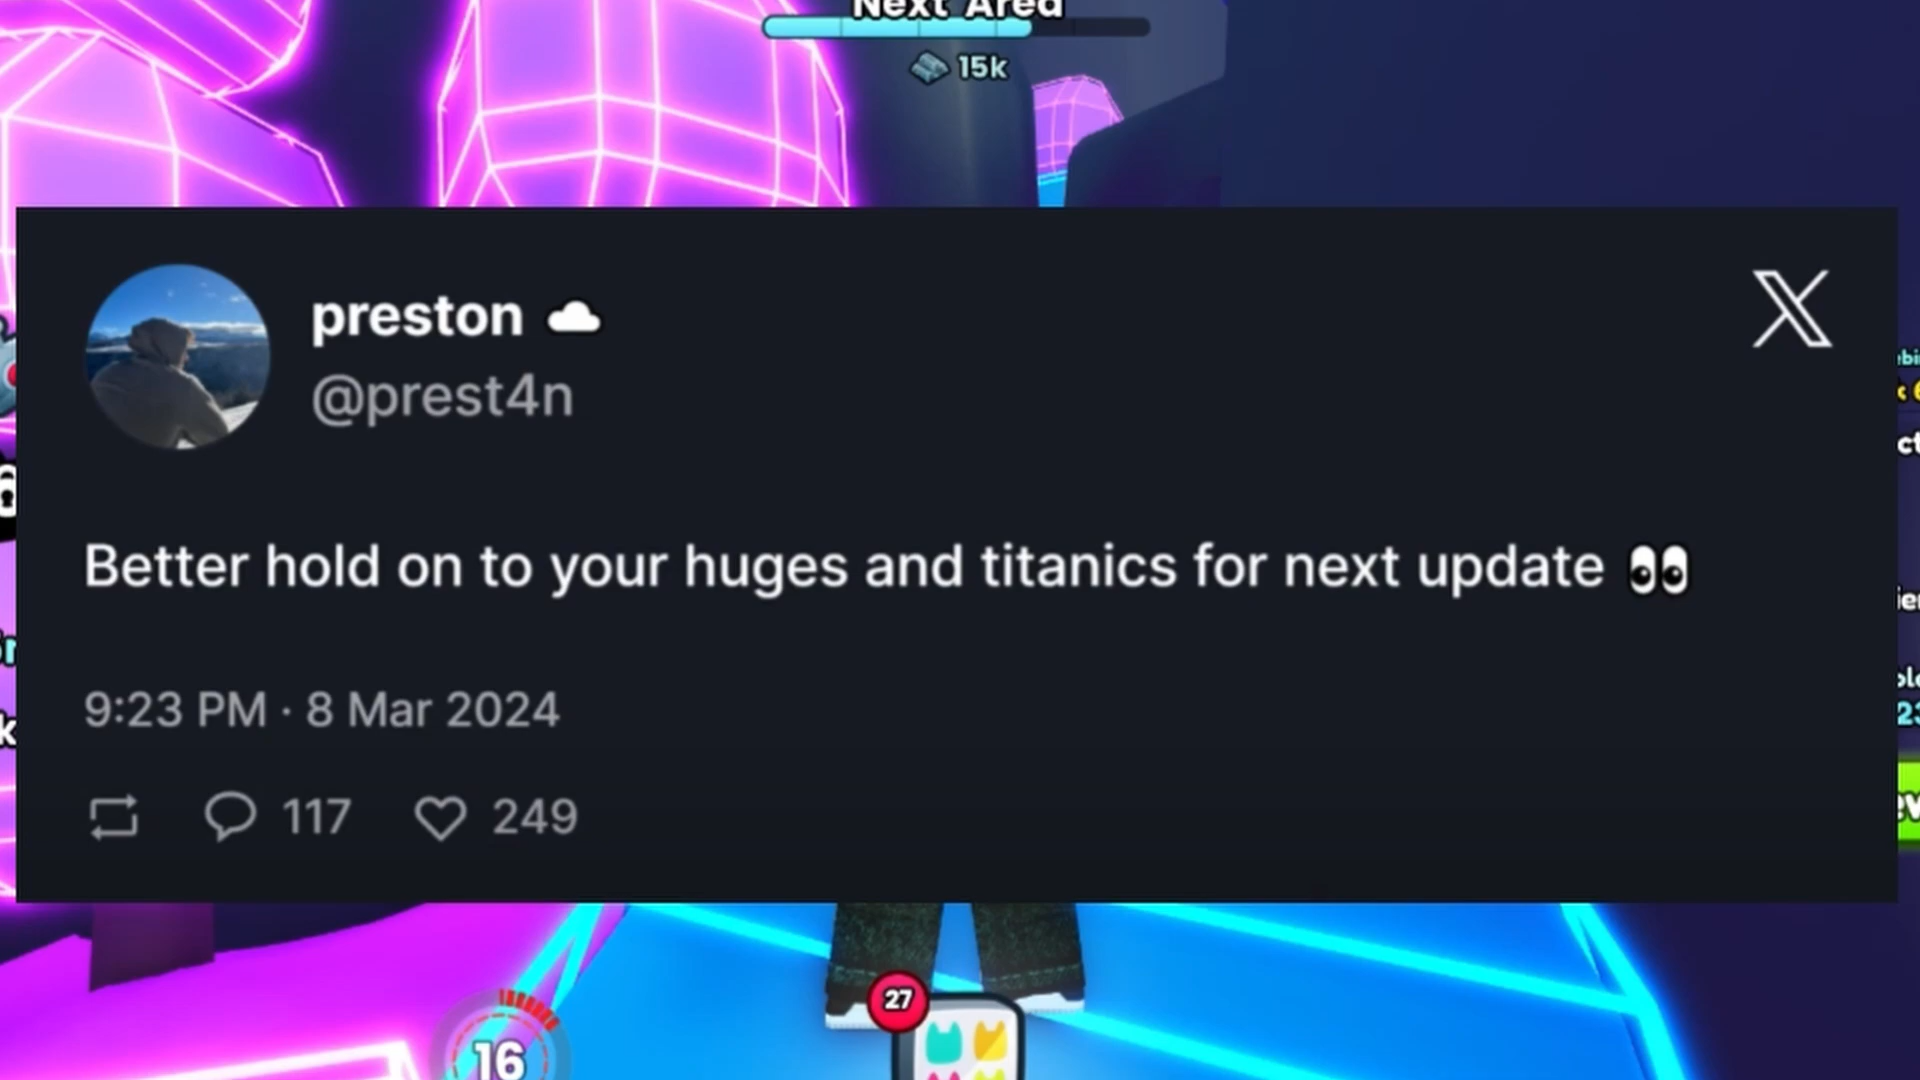 Next Area
15k
preston ☁
@prest4n
Better hold on to your huges and titanics for next update 👀
9:23 PM · 8 Mar 2024
117 249
27
16